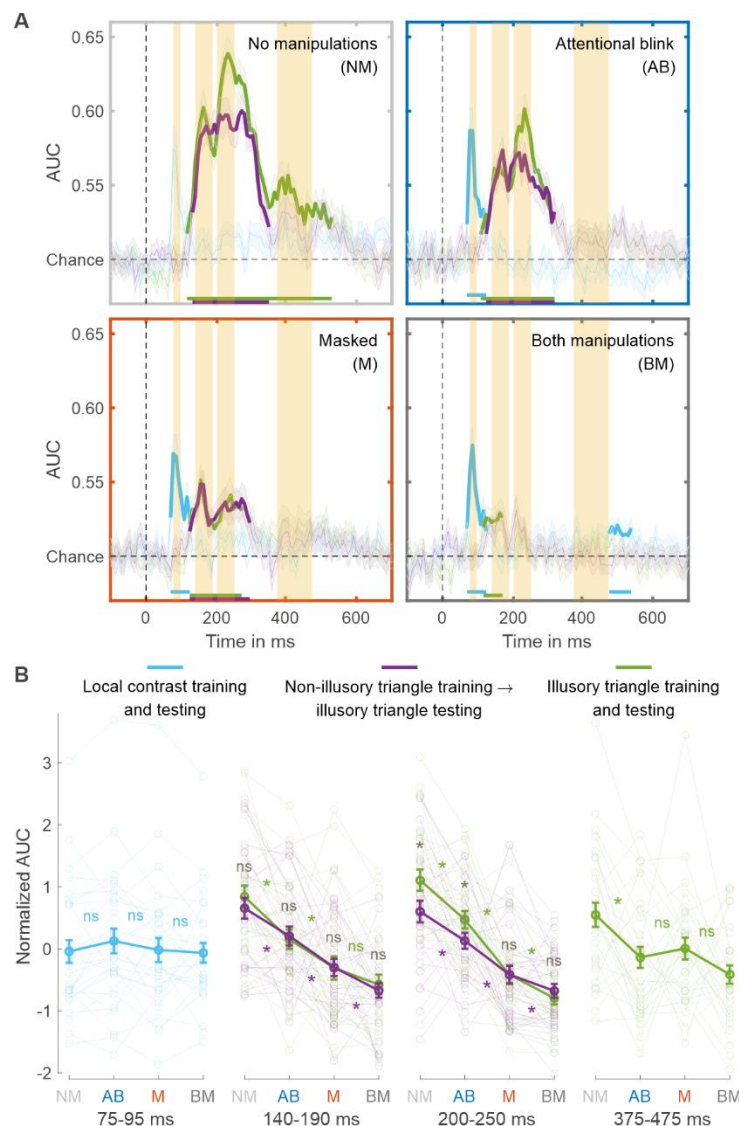 A
No manipulations
(NM)
Attentional blink
(AB)
0.65
0.60
0.55
Chance
AUC
Masked
(M)
Both manipulations
(BM)
0.65
0.60
0.55
Chance
AUC
0 200 400 600
0 200 400 600
Time in ms
Time in ms
B
Local contrast training
and testing
Non-illusory triangle training →
illusory triangle testing
Illusory triangle training
and testing
Normalized AUC
3
2
1
0
-1
-2
ns ns ns
ns * ns * ns ns
* * *
* * * * ns * ns
* * *
* ns ns
NM AB M BM NM AB M BM NM AB M BM NM AB M BM
75-95 ms 140-190 ms 200-250 ms 375-475 ms